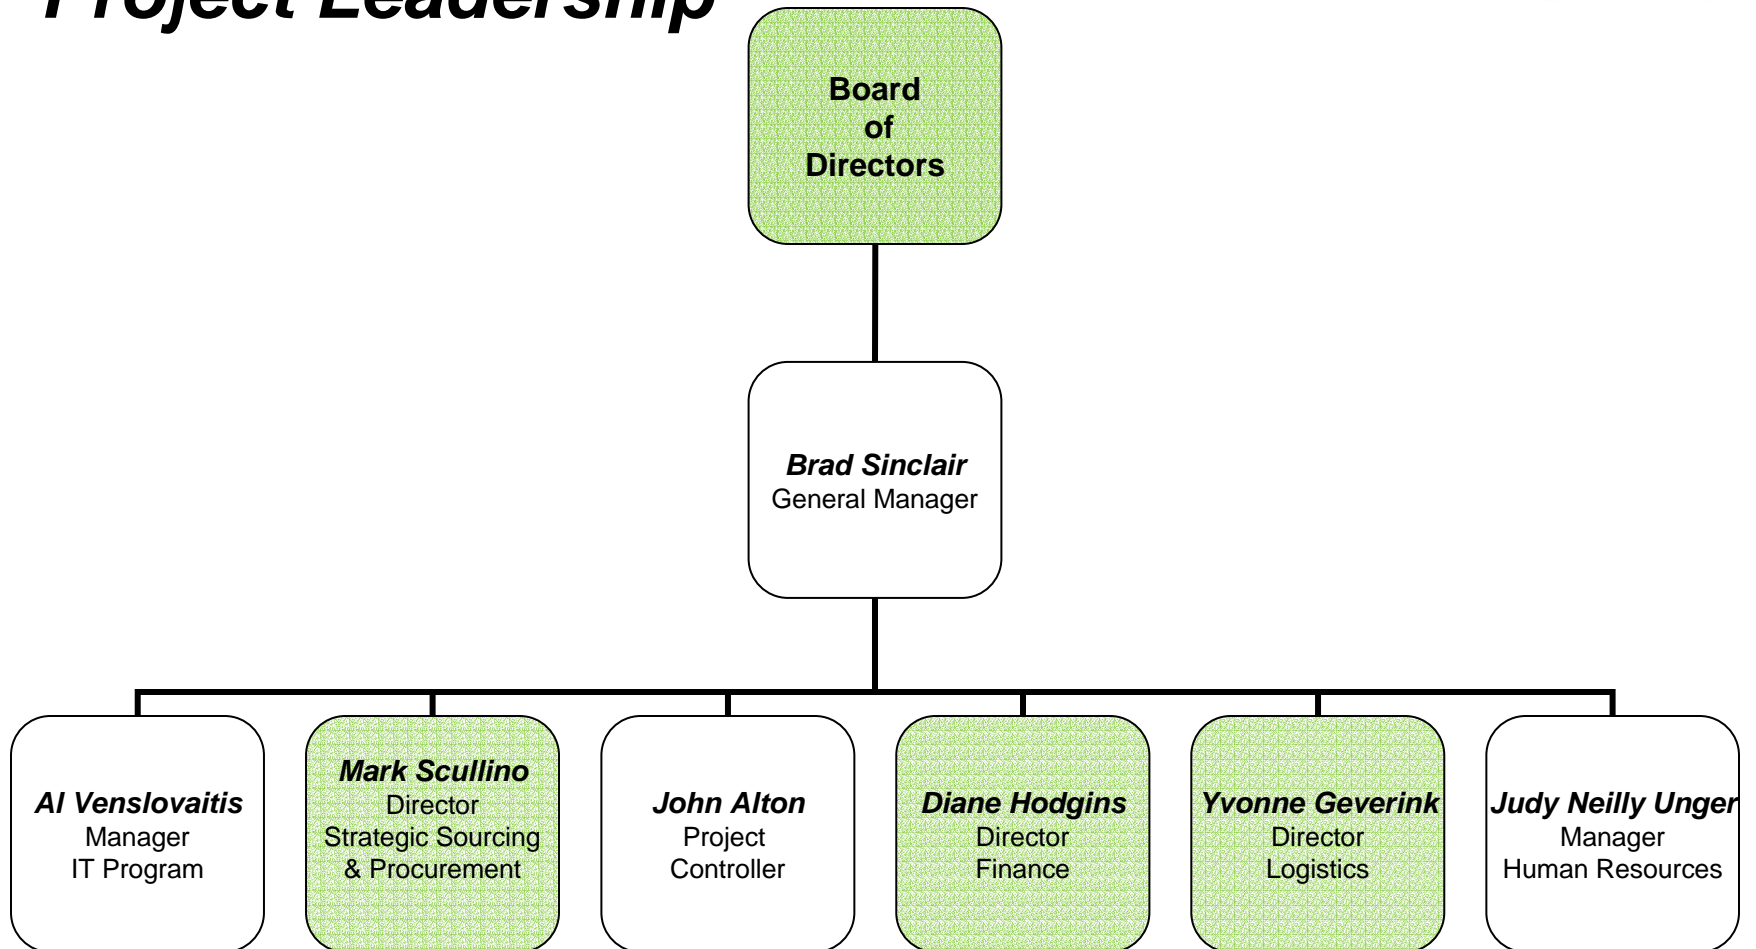 Project Leadership
Board
of
Directors
Brad Sinclair
General Manager
Al Venslovaitis
Manager
IT Program
Mark Scullino
Director
Strategic Sourcing
& Procurement
John Alton
Project
Controller
Diane Hodgins
Director
Finance
Yvonne Geverink
Director
Logistics
Judy Neilly Unger
Manager
Human Resources